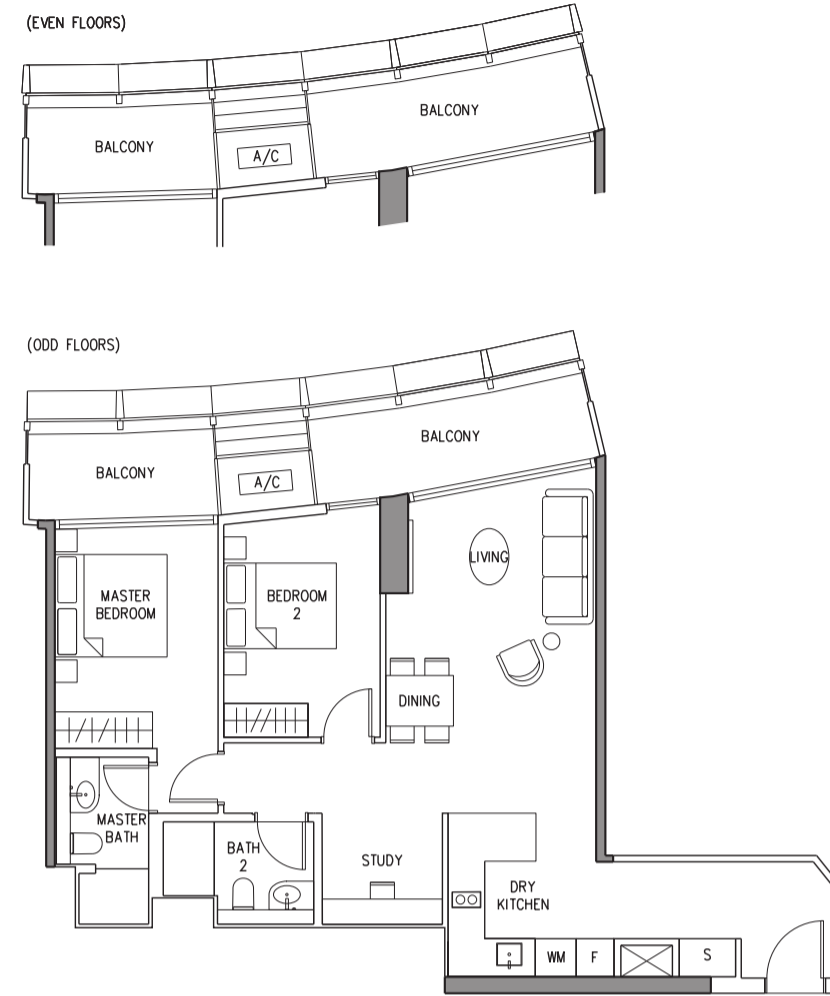 (EVEN FLOORS)
BALCONY
BALCONY
A/C
(ODD FLOORS)
BALCONY
BALCONY
A/C
LIVING
MASTER
BEDROOM
BEDROOM
2
DINING
MASTER
BATH
BATH
2
STUDY
DRY
KITCHEN
WM
F
S